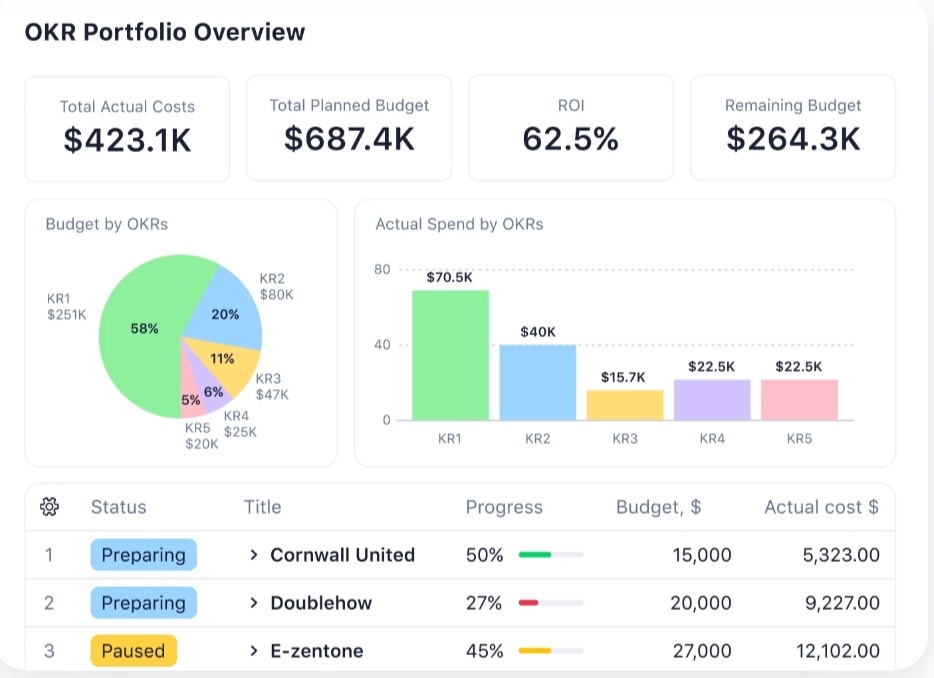 OKR Portfolio Overview
Total Actual Costs
$423.1K
Total Planned Budget
$687.4K
ROI
62.5%
Remaining Budget
$264.3K
Budget by OKRs
KR1
$251K
58%
KR2
$80K
20%
11%
KR3
$47K
6%
KR4
$25K
5%
KR5
$20K
Actual Spend by OKRs
80
40
0
$70.5K
$40K
$15.7K
$22.5K
$22.5K
KR1 KR2 KR3 KR4 KR5
Status Title Progress Budget, $ Actual cost $
1 Preparing > Cornwall United 50% 15,000 5,323.00
2 Preparing > Doublehow 27% 20,000 9,227.00
3 Paused > E-zentone 45% 27,000 12,102.00